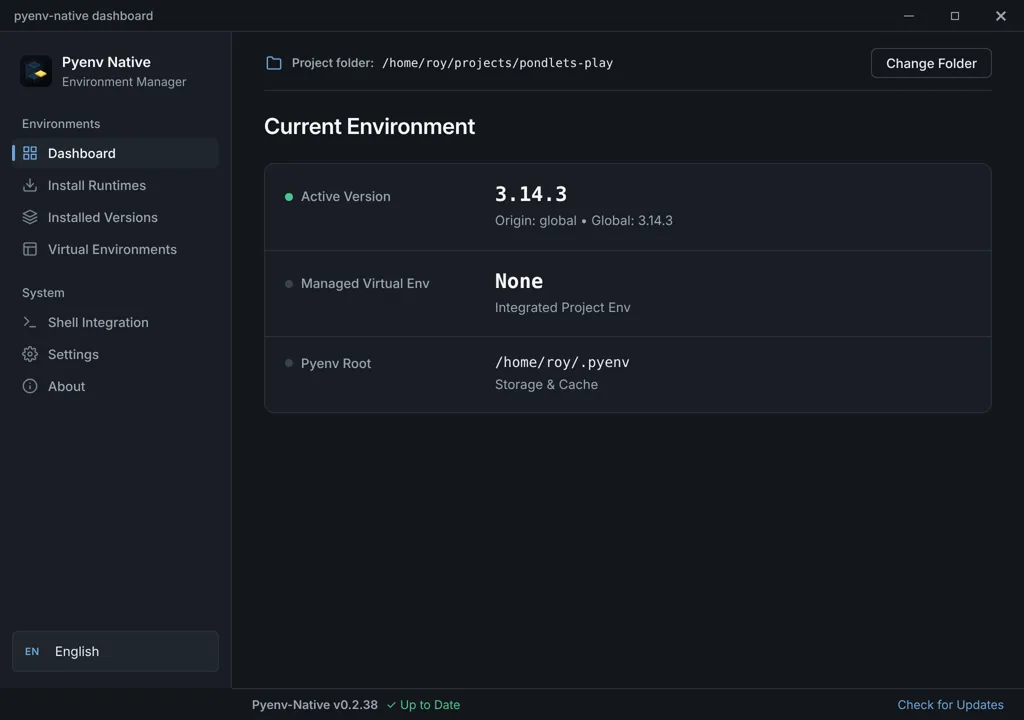 pyenv-native dashboard
Pyenv Native
Environment Manager
Environments
Dashboard
Install Runtimes
Installed Versions
Virtual Environments
System
Shell Integration
Settings
About
EN English
Project folder: /home/roy/projects/pondlets-play
Change Folder
Current Environment
Active Version
3.14.3
Origin: global • Global: 3.14.3
Managed Virtual Env
None
Integrated Project Env
Pyenv Root
/home/roy/.pyenv
Storage & Cache
Pyenv-Native v0.2.38 ✓ Up to Date
Check for Updates